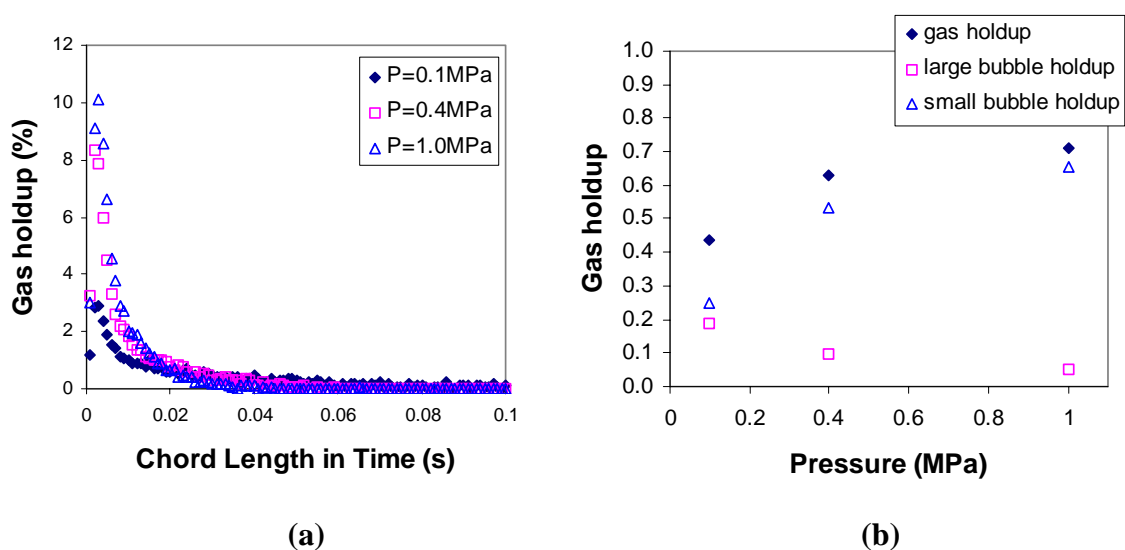 12
10
8
6
4
2
0
Gas holdup (%)
P=0.1MPa
P=0.4MPa
P=1.0MPa
0 0.02 0.04 0.06 0.08 0.1
Chord Length in Time (s)
(a)
gas holdup
large bubble holdup
small bubble holdup
1.0
0.9
0.8
0.7
0.6
0.5
0.4
0.3
0.2
0.1
0.0
Gas holdup
0 0.2 0.4 0.6 0.8 1
Pressure (MPa)
(b)